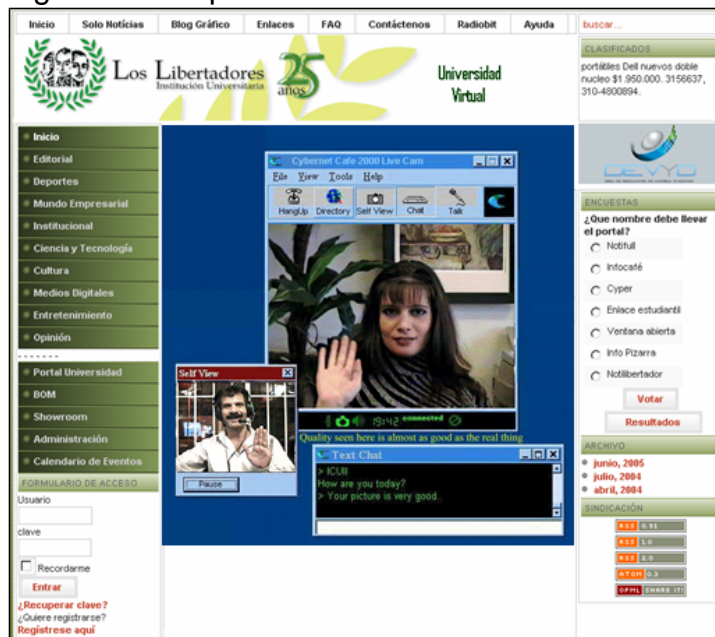 Inicio
Solo Notícias
Blog Gráfico
Enlaces
FAQ
Contáctenos
Radiobit
Ayuda
buscar...
Los Libertadores
Institución Universitaria
25
años
Universidad
Virtual
CLASIFICADOS
portátiles Dell nuevos doble
nucleo $1.950.000. 3156637,
310-4800894.
DEVYD
Inicio
Editorial
Deportes
Mundo Empresarial
Institucional
Ciencia y Tecnología
Cultura
Medios Digitales
Entretenimiento
Opinión
- - - - - - -
Portal Universidad
BOM
Showroom
Administración
Calendario de Eventos
FORMULARIO DE ACCESO
Usuario
clave
Recordarme
Entrar
¿Recuperar clave?
¿Quiere registrarse?
Regístrese aquí
Cybernet Cafe 2000 Live Cam
File View Tools Help
HangUp Directory Self View Chat Talk
Self View
Pause
19:42 connected
Quality seen here is almost as good as the real thing
Text Chat
> ICUII
How are you today?
> Your picture is very good.
ENCUESTAS
¿Que nombre debe llevar
el portal?
Notifull
Infocafé
Cyper
Enlace estudiantil
Ventana abierta
Info Pizarra
Notilibertador
Votar
Resultados
ARCHIVO
junio, 2005
julio, 2004
abril, 2004
SINDICACIÓN
RSS 0.91
RSS 1.0
RSS 2.0
ATOM 0.3
OPML SHARE IT!